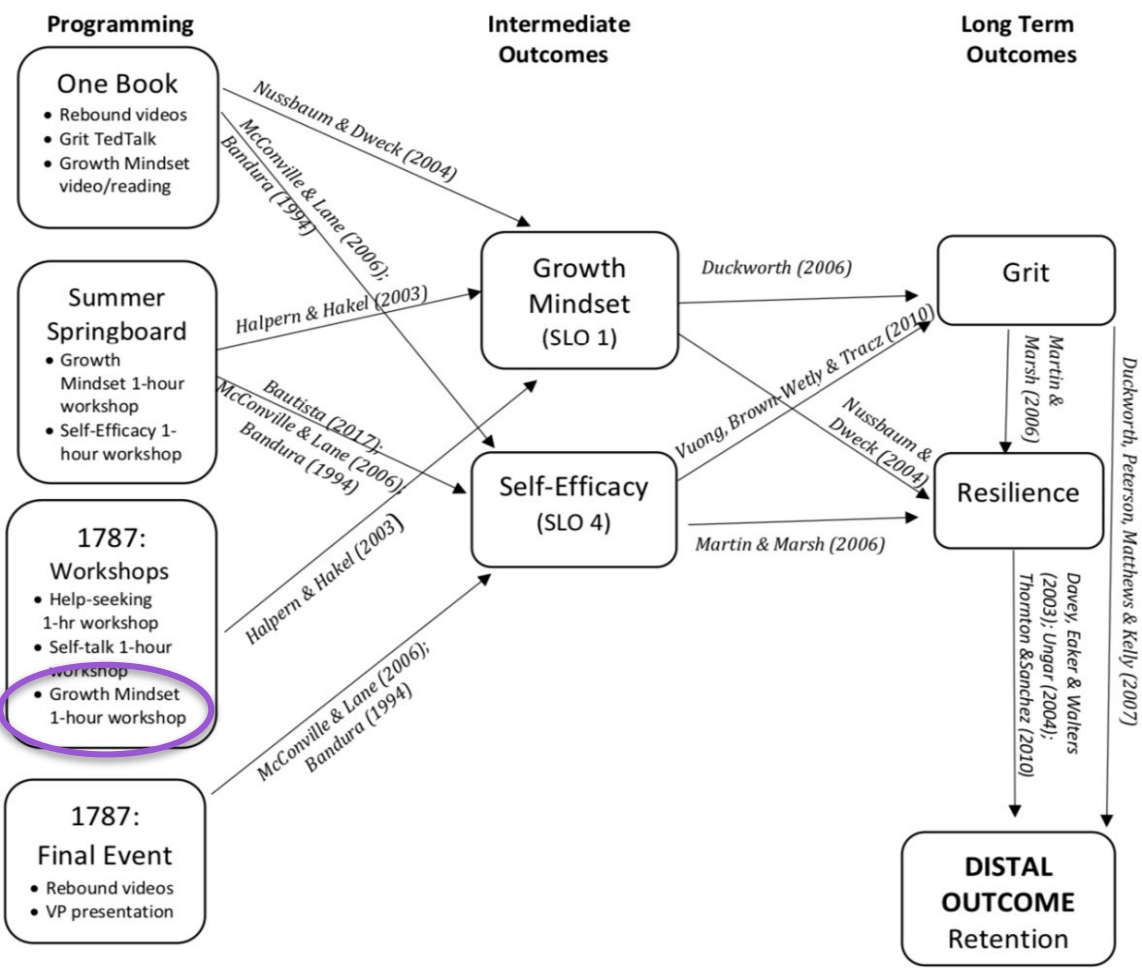 Programming
One Book
• Rebound videos
• Grit TedTalk
• Growth Mindset
video/reading
Summer
Springboard
• Growth
Mindset 1-hour
workshop
• Self-Efficacy 1-
hour workshop
1787:
Workshops
• Help-seeking
1-hr workshop
• Self-talk 1-hour
workshop
• Growth Mindset
1-hour workshop
1787:
Final Event
• Rebound videos
• VP presentation
Nussbaum & Dweck (2004)
McConville & Lane (2006);
Bandura (1994)
Halpern & Hakel (2003)
Bautista (2017);
McConville & Lane (2006);
Bandura (1994)
Halpern & Hakel (2003)
McConville & Lane (2006);
Bandura (1994)
Intermediate
Outcomes
Growth
Mindset
(SLO 1)
Self-Efficacy
(SLO 4)
Duckworth (2006)
Vuong, Brown-Wetly & Tracz (2010)
Nussbaum &
Dweck (2004)
Martin & Marsh (2006)
Long Term
Outcomes
Grit
Martin &
Marsh (2006)
Resilience
Duckworth, Peterson, Matthews & Kelly (2007)
Davey, Eaker & Walters
(2003); Ungar (2004);
Thornton &Sanchez (2010)
DISTAL
OUTCOME
Retention